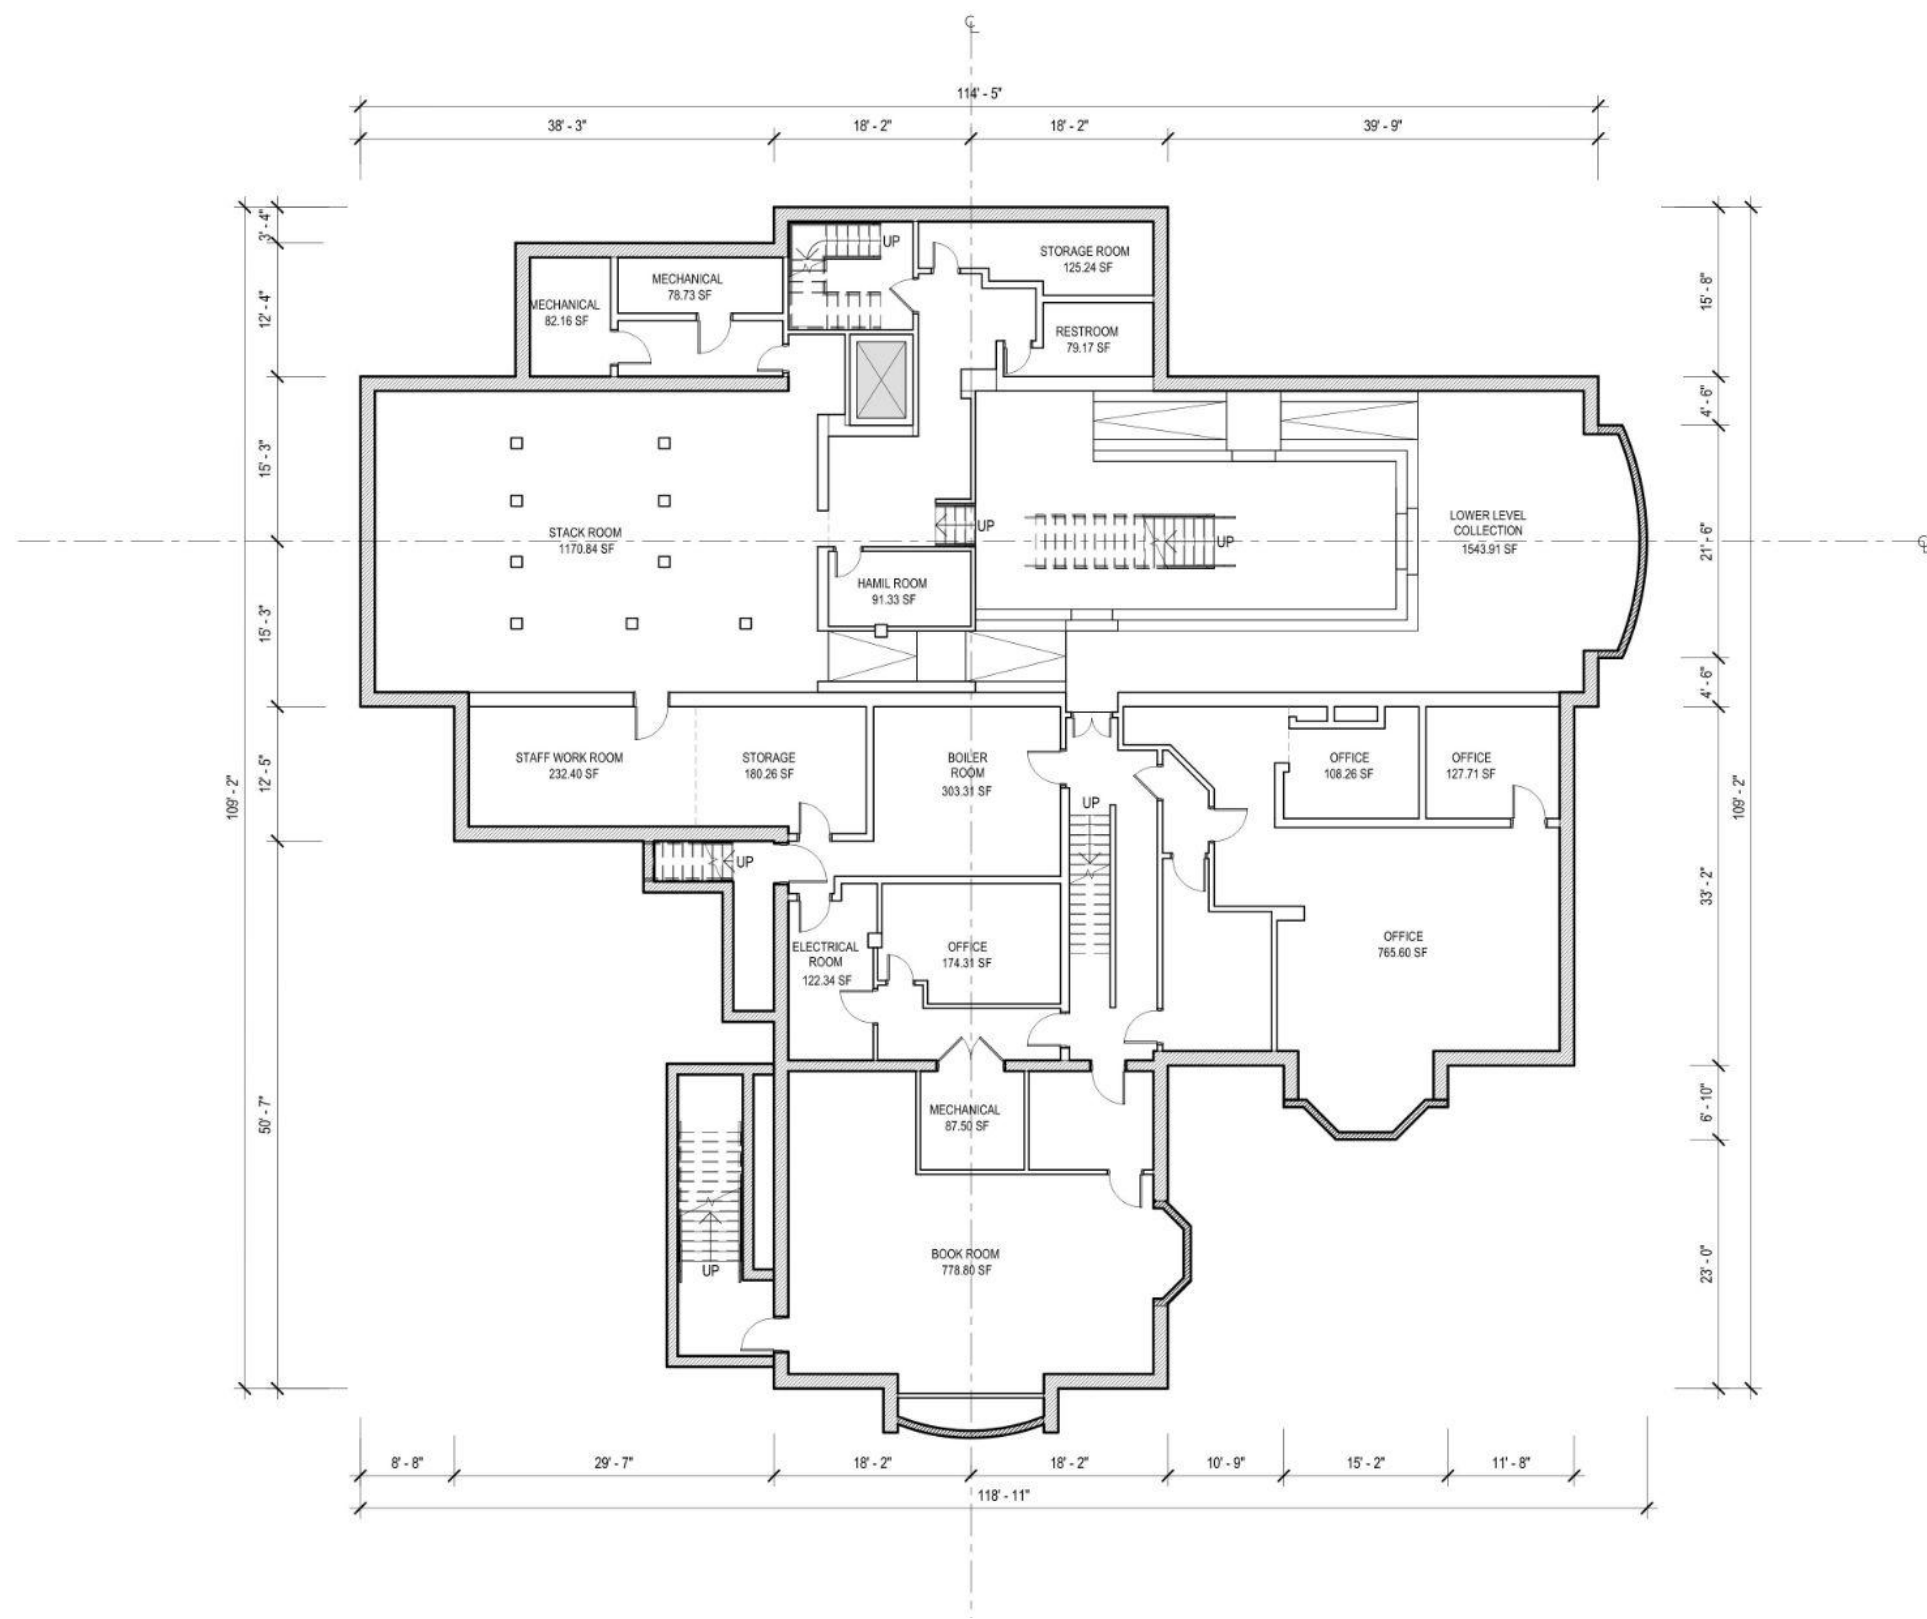 ℄
114' - 5"
38' - 3"
18' - 2"
18' - 2"
39' - 9"
3' - 4"
12' - 4"
15' - 3"
15' - 3"
12' - 5"
50' - 7"
109' - 2"
UP
STORAGE ROOM
125.24 SF
MECHANICAL
78.73 SF
MECHANICAL
82.16 SF
RESTROOM
79.17 SF
STACK ROOM
1170.84 SF
UP
UP
LOWER LEVEL
COLLECTION
1543.91 SF
HAMIL ROOM
91.33 SF
STAFF WORK ROOM
232.40 SF
STORAGE
180.26 SF
BOILER
ROOM
303.31 SF
OFFICE
108.26 SF
OFFICE
127.71 SF
UP
UP
ELECTRICAL
ROOM
122.34 SF
OFFICE
174.31 SF
OFFICE
765.60 SF
MECHANICAL
87.50 SF
BOOK ROOM
778.80 SF
UP
15' - 8"
4' - 6"
21' - 6"
4' - 6"
33' - 2"
6' - 10"
23' - 0"
109' - 2"
℄
8' - 8"
29' - 7"
18' - 2"
18' - 2"
10' - 9"
15' - 2"
11' - 8"
118' - 11"